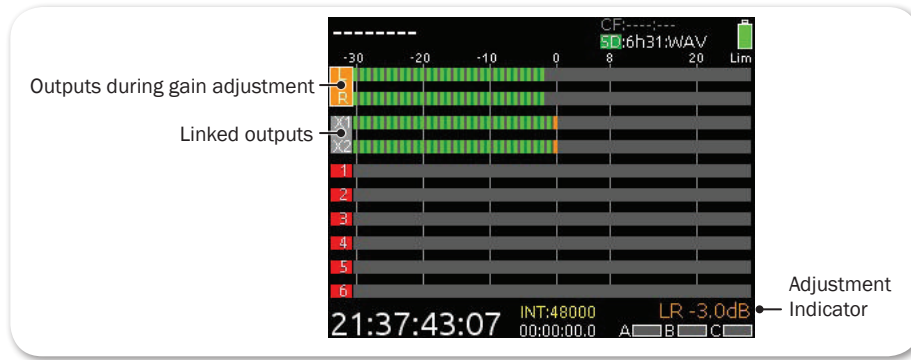 --------
CF:----:---
SD:6h31:WAV
-30 -20 -10 0 8 20 Lim
Outputs during gain adjustment
L
R
Linked outputs
X1
X2
1
2
3
4
5
6
Adjustment
Indicator
21:37:43:07
INT:48000
00:00:00.0
LR -3.0dB
A B C